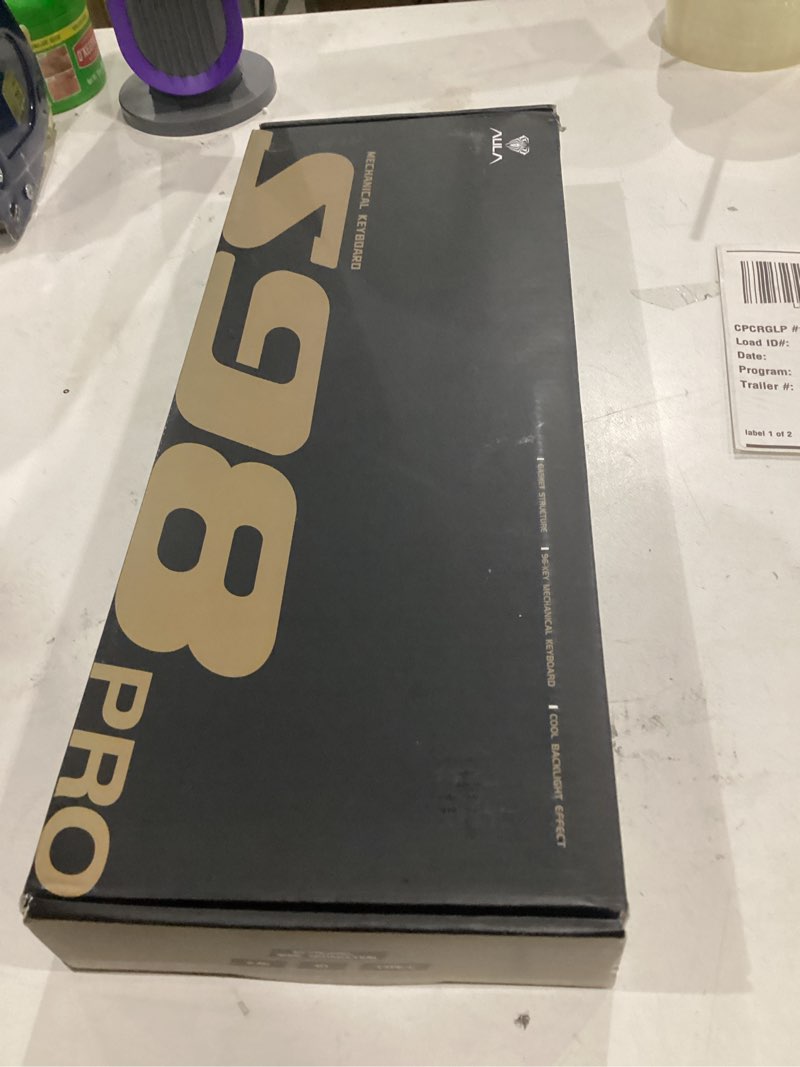 AULA
MECHANICAL KEYBOARD
S98
PRO
GASKET STRUCTURE
96-KEY MECHANICAL KEYBOARD
COOL BACKLIGHT EFFECT
CPCRGLP #
Load ID#:
Date:
Program:
Trailer #:
label 1 of 2